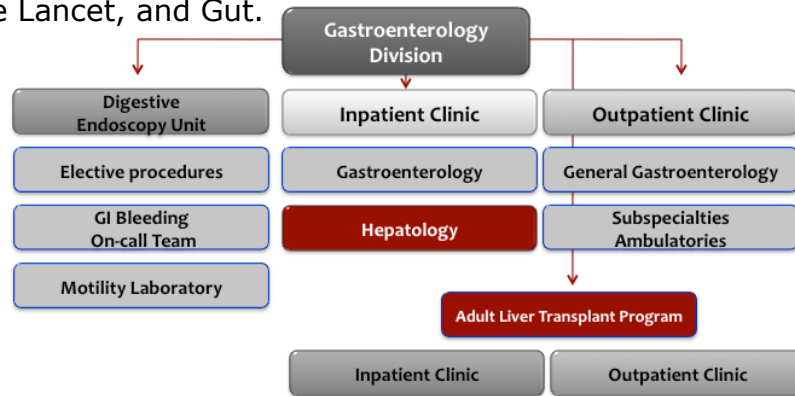 e Lancet, and Gut.
Gastroenterology
Division
Digestive
Endoscopy Unit
Inpatient Clinic
Outpatient Clinic
Elective procedures
Gastroenterology
General Gastroenterology
GI Bleeding
On-call Team
Hepatology
Subspecialties
Ambulatories
Motility Laboratory
Adult Liver Transplant Program
Inpatient Clinic
Outpatient Clinic